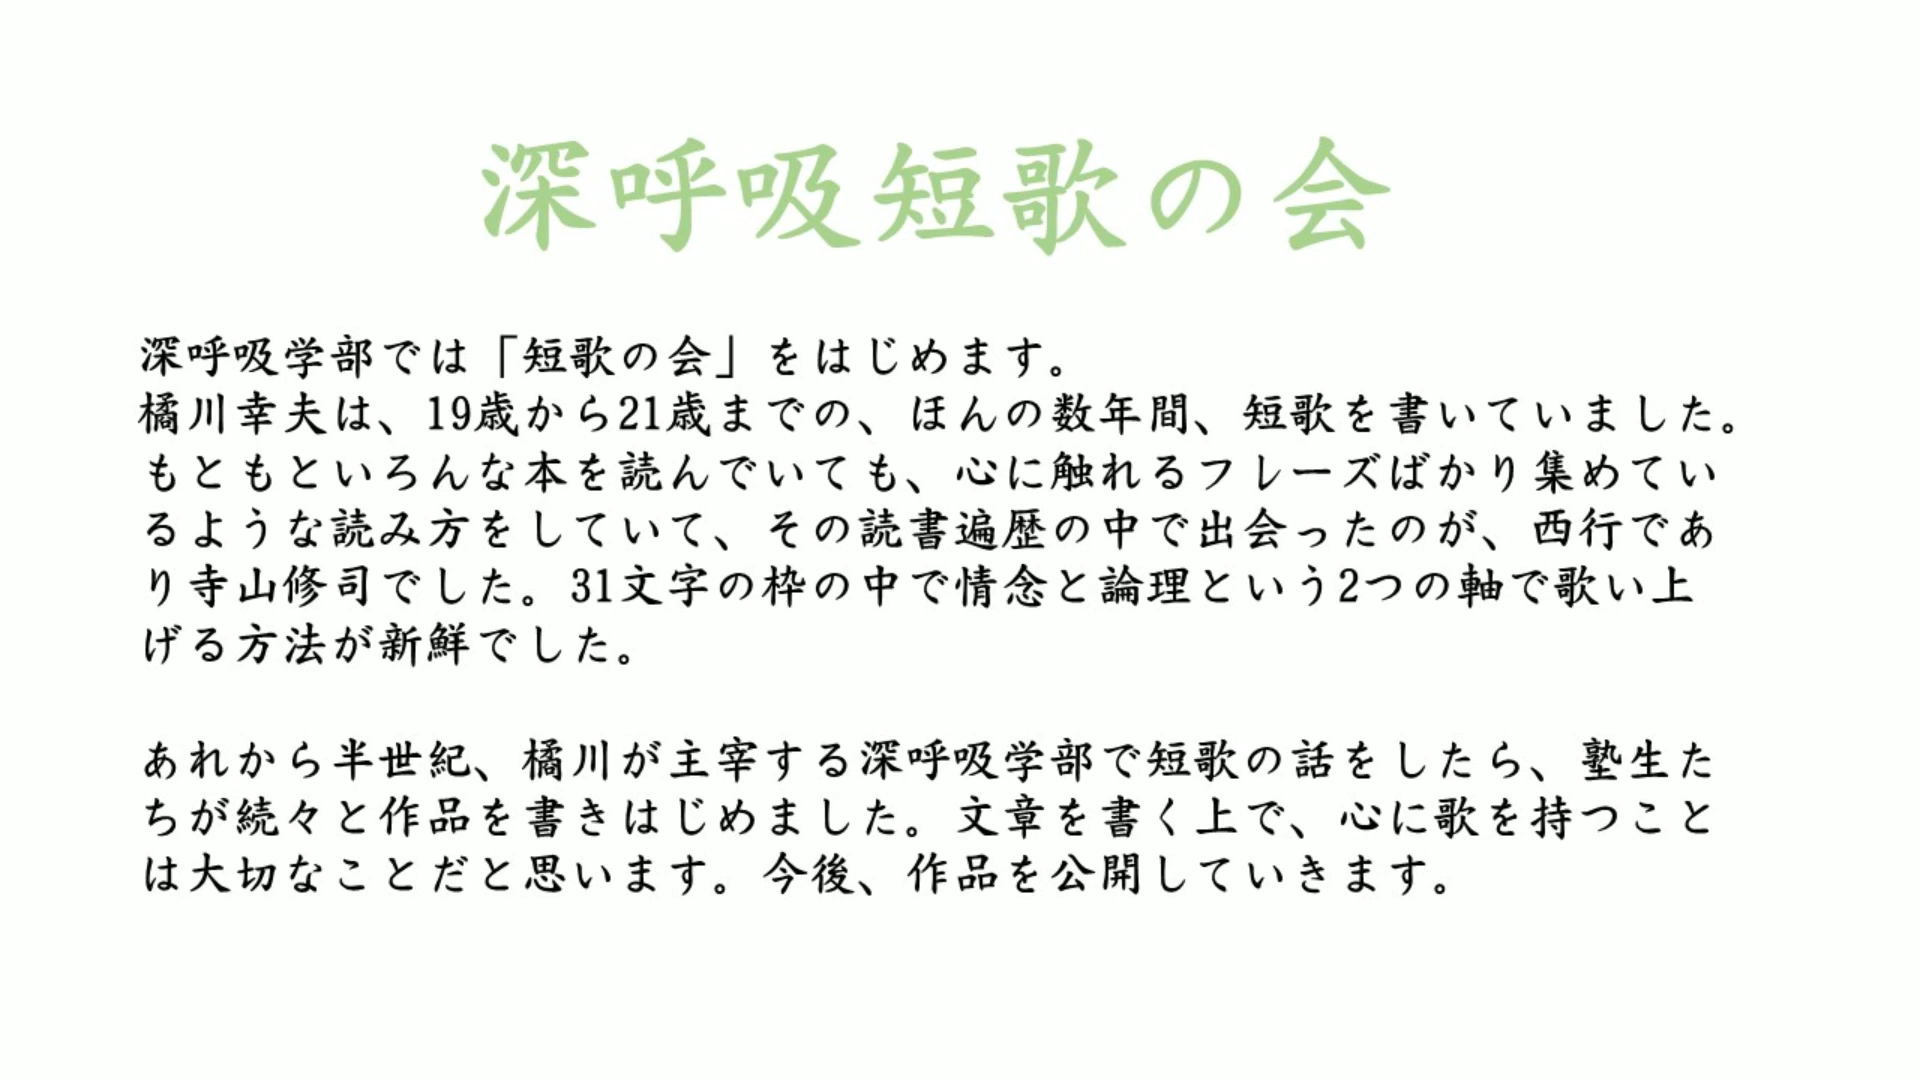 深呼吸短歌の会
深呼吸学部では「短歌の会」をはじめます。
橘川幸夫は、19歳から21歳までの、ほんの数年間、短歌を書いていました。
もともといろんな本を読んでいても、心に触れるフレーズばかり集めてい
るような読み方をしていて、その読書遍歴の中で出会ったのが、西行であ
り寺山修司でした。31文字の枠の中で情念と論理という2つの軸で歌い上
げる方法が新鮮でした。
あれから半世紀、橘川が主宰する深呼吸学部で短歌の話をしたら、塾生た
ちが続々と作品を書きはじめました。文章を書く上で、心に歌を持つこと
は大切なことだと思います。今後、作品を公開していきます。